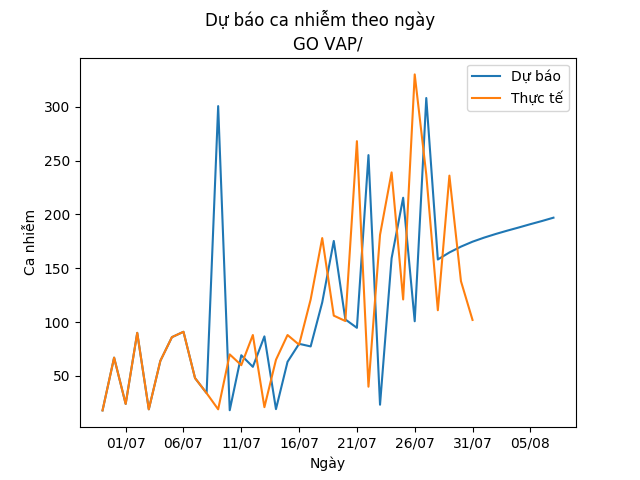 Dự báo ca nhiễm theo ngày
GO VAP/
Dự báo
Thực tế
Ca nhiễm
300
250
200
150
100
50
01/07 06/07 11/07 16/07 21/07 26/07 31/07 05/08
Ngày